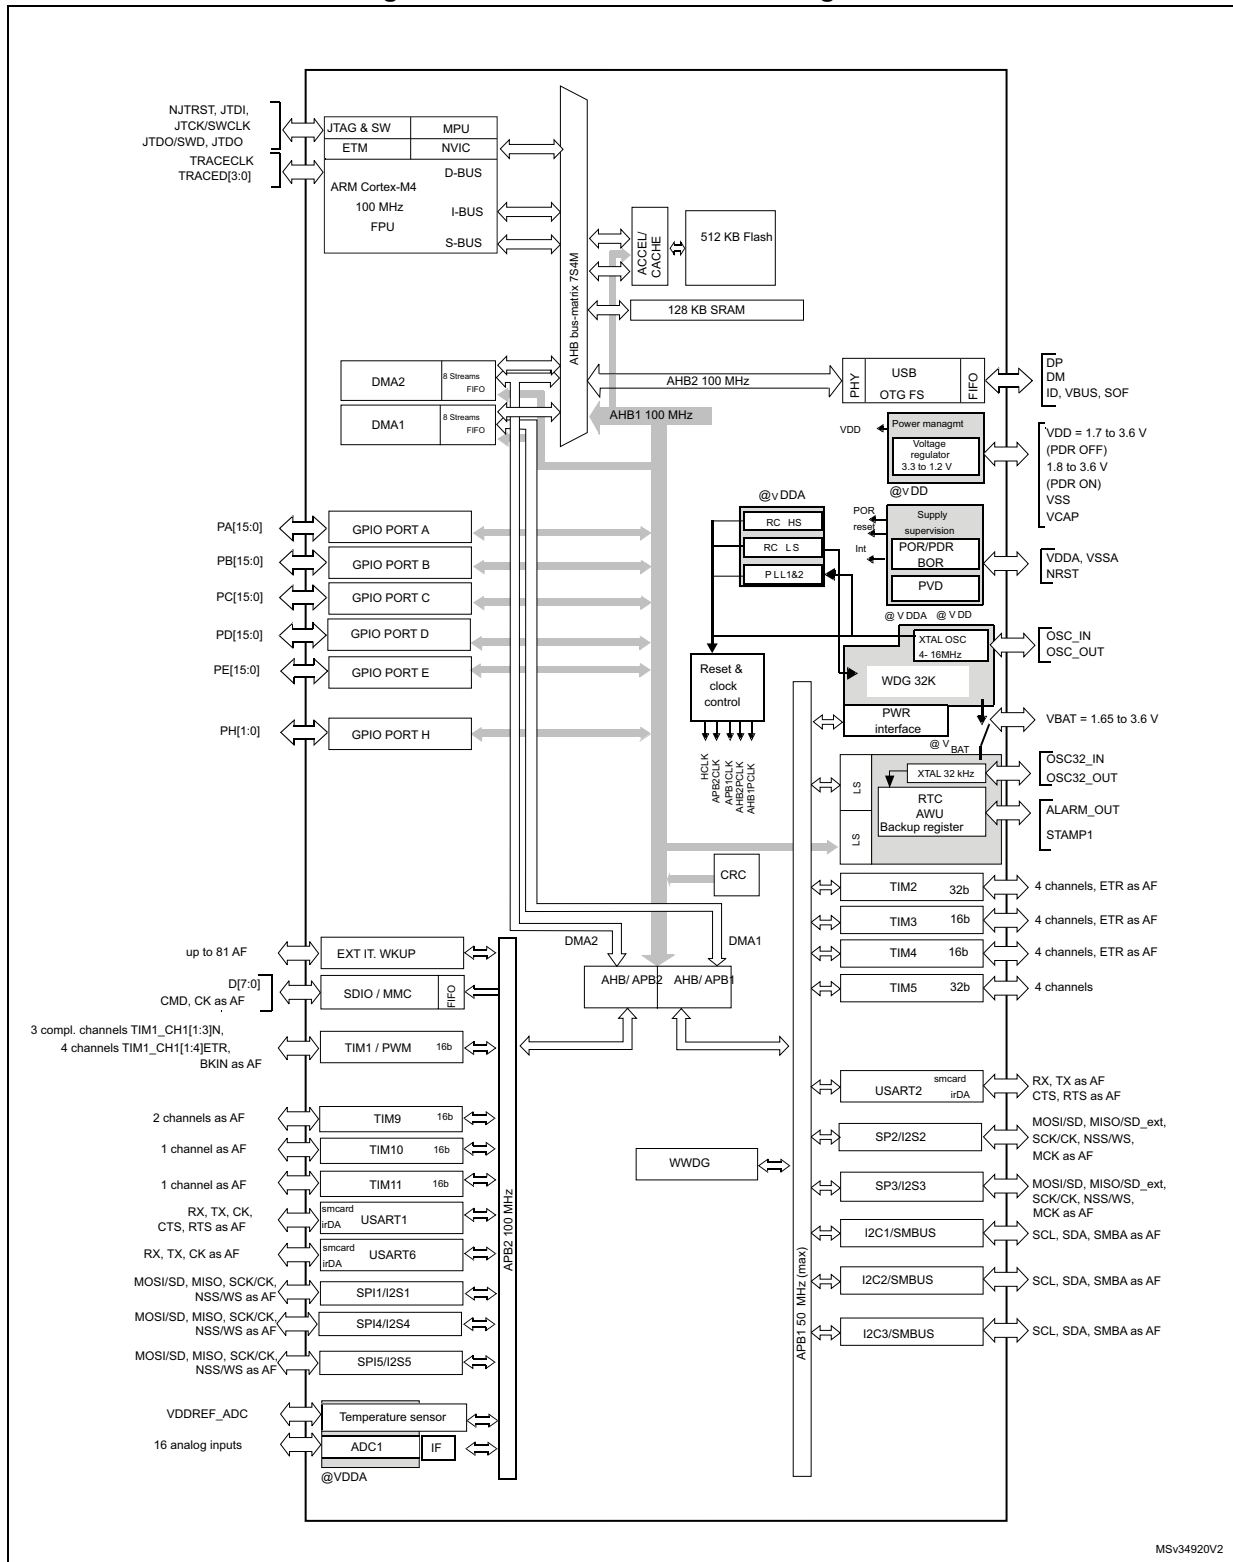 NJTRST, JTDI,
JTCK/SWCLK
JTDO/SWD, JTDO
TRACECLK
TRACED[3:0]
JTAG & SW
MPU
ETM
NVIC
D-BUS
ARM Cortex-M4
100 MHz
FPU
I-BUS
S-BUS
AHB bus-matrix 7S4M
ACCEL/
CACHE
512 KB Flash
128 KB SRAM
DMA2
8 Streams
FIFO
DMA1
8 Streams
FIFO
AHB2 100 MHz
AHB1 100 MHz
PHY
USB
OTG FS
FIFO
DP
DM
ID, VBUS, SOF
VDD
Power managmt
Voltage
regulator
3.3 to 1.2 V
@V DD
VDD = 1.7 to 3.6 V
(PDR OFF)
1.8 to 3.6 V
(PDR ON)
VSS
VCAP
@V DDA
RC HS
RC LS
PLL1&2
POR
reset
Int
Supply
supervision
POR/PDR
BOR
PVD
VDDA, VSSA
NRST
@ V DDA @ V DD
XTAL OSC
4- 16MHz
WDG 32K
OSC_IN
OSC_OUT
PWR
interface
VBAT = 1.65 to 3.6 V
@ V BAT
Reset &
clock
control
HCLK
APB2CLK
APB1CLK
AHB2PCLK
AHB1PCLK
LS
LS
XTAL 32 kHz
RTC
AWU
Backup register
OSC32_IN
OSC32_OUT
ALARM_OUT
STAMP1
PA[15:0]
GPIO PORT A
PB[15:0]
GPIO PORT B
PC[15:0]
GPIO PORT C
PD[15:0]
GPIO PORT D
PE[15:0]
GPIO PORT E
PH[1:0]
GPIO PORT H
CRC
DMA2
DMA1
AHB/ APB2
AHB/ APB1
up to 81 AF
EXT IT. WKUP
D[7:0]
CMD, CK as AF
SDIO / MMC
FIFO
3 compl. channels TIM1_CH1[1:3]N,
4 channels TIM1_CH1[1:4]ETR,
BKIN as AF
TIM1 / PWM
16b
2 channels as AF
TIM9
16b
1 channel as AF
TIM10
16b
1 channel as AF
TIM11
16b
RX, TX, CK,
CTS, RTS as AF
smcard
irDA
USART1
RX, TX, CK as AF
smcard
irDA
USART6
MOSI/SD, MISO, SCK/CK,
NSS/WS as AF
SPI1/I2S1
MOSI/SD, MISO, SCK/CK,
NSS/WS as AF
SPI4/I2S4
MOSI/SD, MISO, SCK/CK,
NSS/WS as AF
SPI5/I2S5
VDDREF_ADC
Temperature sensor
16 analog inputs
ADC1
IF
@VDDA
APB2 100 MHz
WWDG
APB1 50 MHz (max)
TIM2
32b
4 channels, ETR as AF
TIM3
16b
4 channels, ETR as AF
TIM4
16b
4 channels, ETR as AF
TIM5
32b
4 channels
USART2
smcard
irDA
RX, TX as AF
CTS, RTS as AF
SP2/I2S2
MOSI/SD, MISO/SD_ext,
SCK/CK, NSS/WS,
MCK as AF
SP3/I2S3
MOSI/SD, MISO/SD_ext,
SCK/CK, NSS/WS,
MCK as AF
I2C1/SMBUS
SCL, SDA, SMBA as AF
I2C2/SMBUS
SCL, SDA, SMBA as AF
I2C3/SMBUS
SCL, SDA, SMBA as AF
MSv34920V2